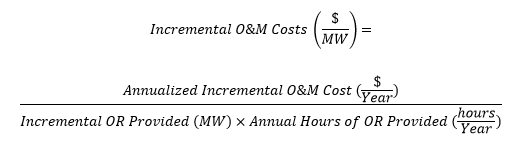 Incremental O&M Costs ($/MW) =
Annualized Incremental O&M Cost ($/Year)
Incremental OR Provided (MW) × Annual Hours of OR Provided (hours/Year)